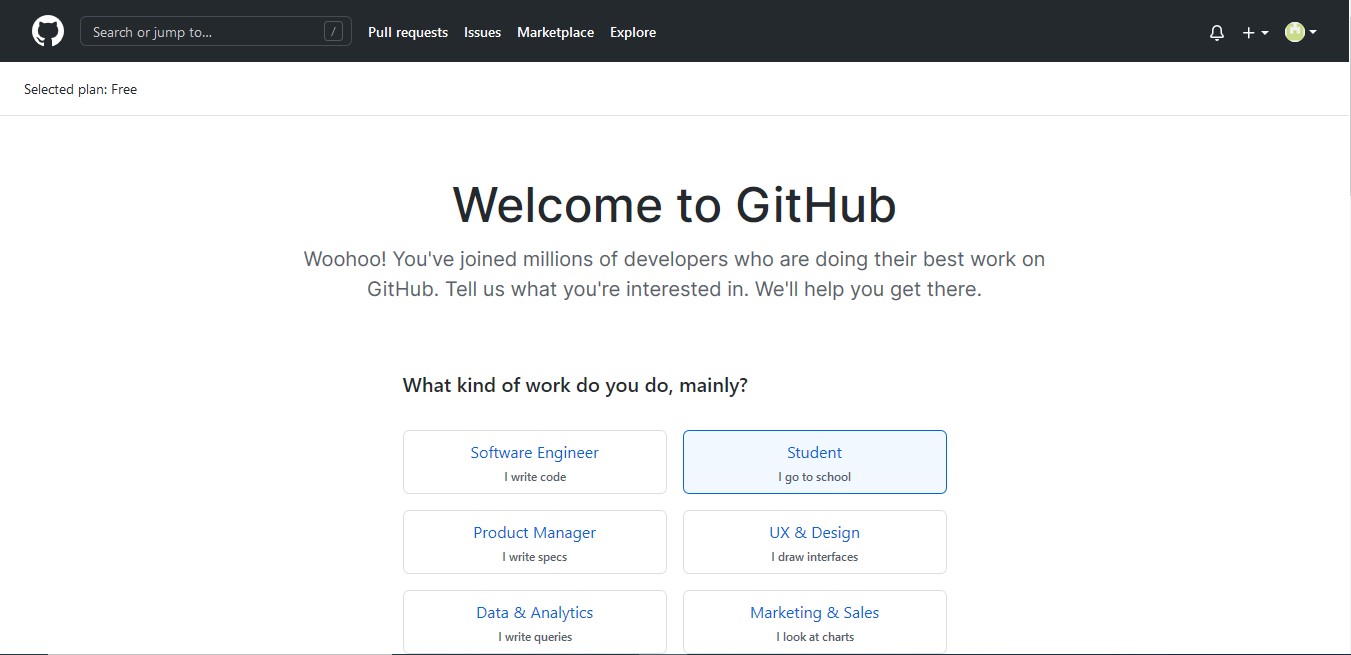 Search or jump to... /
Pull requests Issues Marketplace Explore
Selected plan: Free
Welcome to GitHub
Woohoo! You've joined millions of developers who are doing their best work on
GitHub. Tell us what you're interested in. We'll help you get there.
What kind of work do you do, mainly?
Software Engineer
I write code
Student
I go to school
Product Manager
I write specs
UX & Design
I draw interfaces
Data & Analytics
I write queries
Marketing & Sales
I look at charts